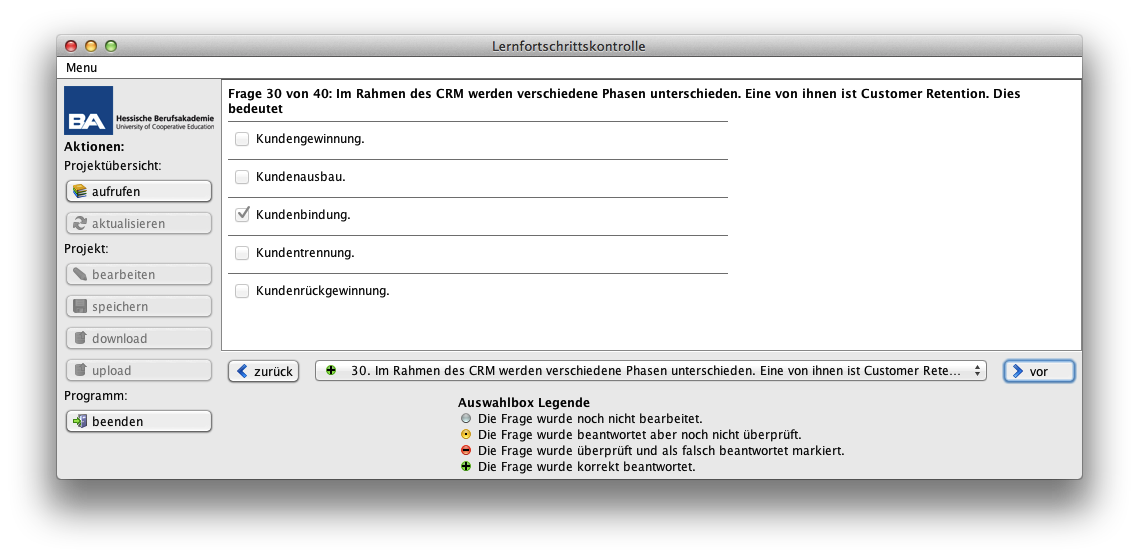 Lernfortschrittskontrolle
Menu
BA
Hessische Berufsakademie
University of Cooperative Education
Aktionen:
Projektübersicht:
aufrufen
aktualisieren
Projekt:
bearbeiten
speichern
download
upload
Programm:
beenden
Frage 30 von 40: Im Rahmen des CRM werden verschiedene Phasen unterschieden. Eine von ihnen ist Customer Retention. Dies
bedeutet
Kundengewinnung.
Kundenausbau.
Kundenbindung.
Kundentrennung.
Kundenrückgewinnung.
zurück
30. Im Rahmen des CRM werden verschiedene Phasen unterschieden. Eine von ihnen ist Customer Rete...
vor
Auswahlbox Legende
Die Frage wurde noch nicht bearbeitet.
Die Frage wurde beantwortet aber noch nicht überprüft.
Die Frage wurde überprüft und als falsch beantwortet markiert.
Die Frage wurde korrekt beantwortet.